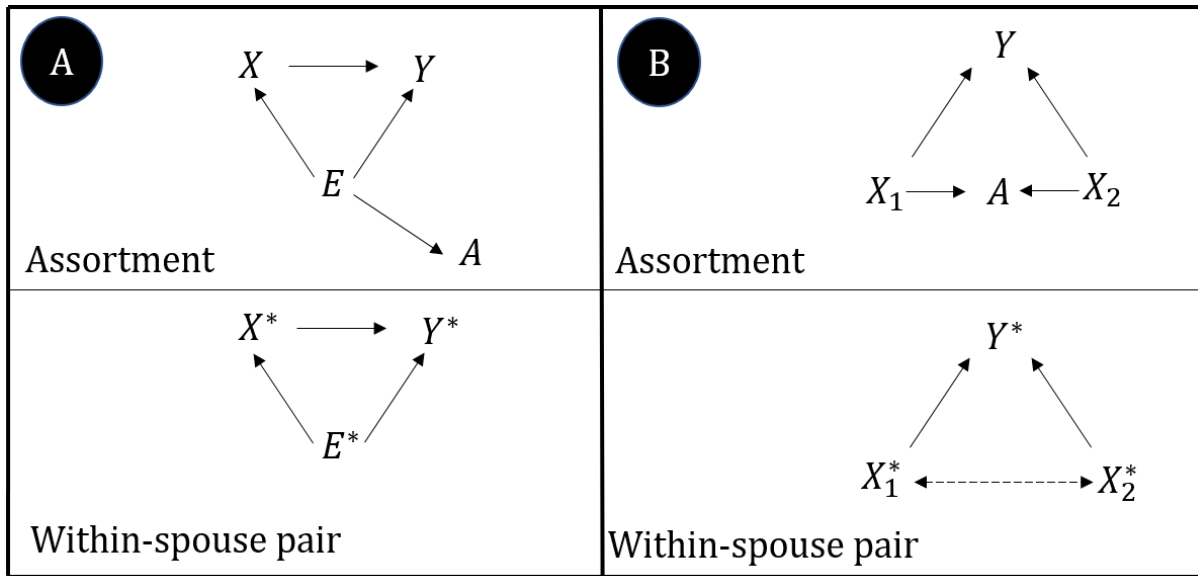 A
X Y
E
A
Assortment
X* Y*
E*
Within-spouse pair
B
Y
X₁ A X₂
Assortment
Y*
X₁* X₂*
Within-spouse pair